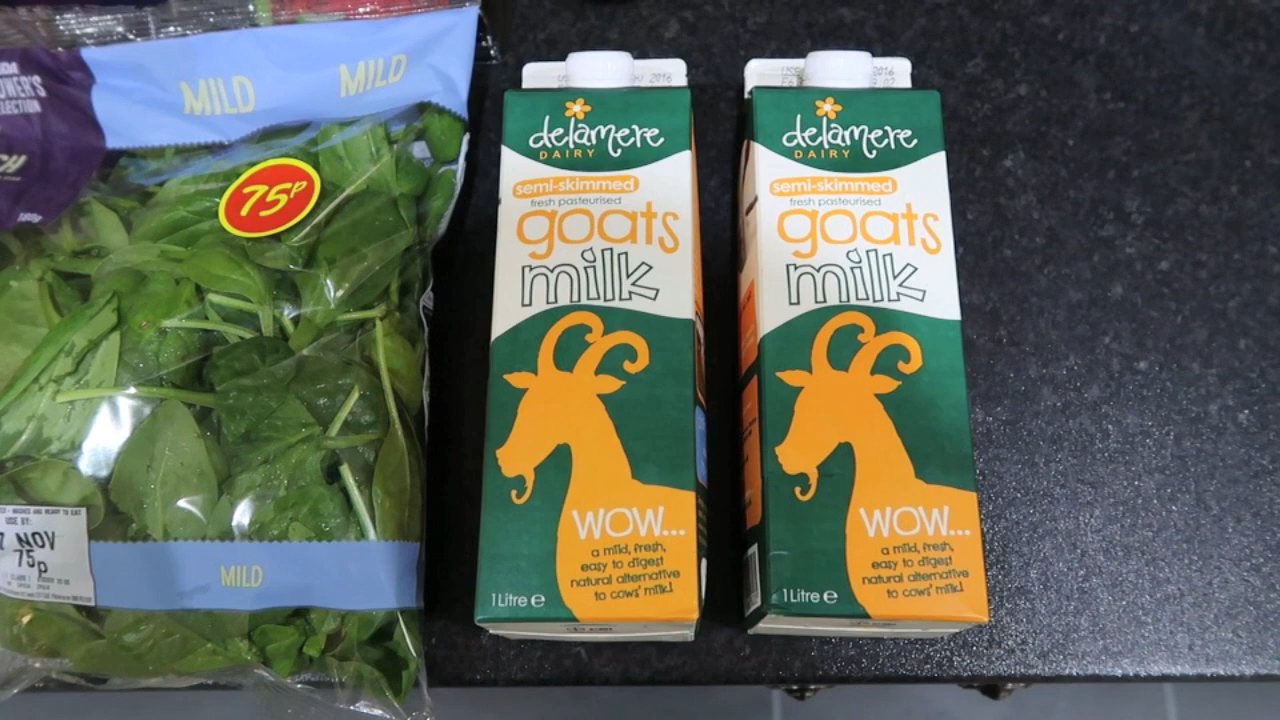 MILD
MILD
75P
USE BY:
NOV
75p
MILD
delamere
DAIRY
semi-skimmed
fresh pasteurised
goats
milk
WOW...
a mild, fresh,
easy to digest
natural alternative
to cows' milk!
1 Litre e
2016
delamere
DAIRY
semi-skimmed
fresh pasteurised
goats
milk
WOW...
a mild, fresh,
easy to digest
natural alternative
to cows' milk!
1 Litre e